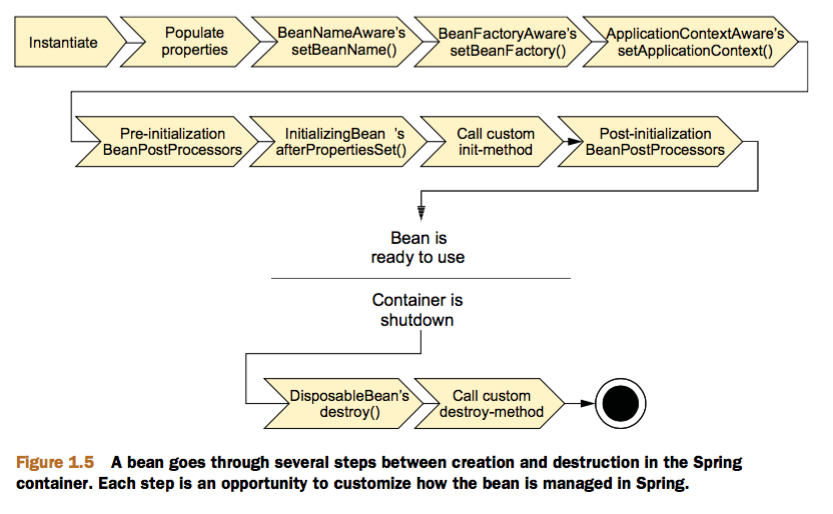 Instantiate
Populate
properties
BeanNameAware's
setBeanName()
BeanFactoryAware's
setBeanFactory()
ApplicationContextAware's
setApplicationContext()
Pre-initialization
BeanPostProcessors
InitializingBean 's
afterPropertiesSet()
Call custom
init-method
Post-initialization
BeanPostProcessors
Bean is
ready to use
Container is
shutdown
DisposableBean's
destroy()
Call custom
destroy-method
Figure 1.5 A bean goes through several steps between creation and destruction in the Spring
container. Each step is an opportunity to customize how the bean is managed in Spring.